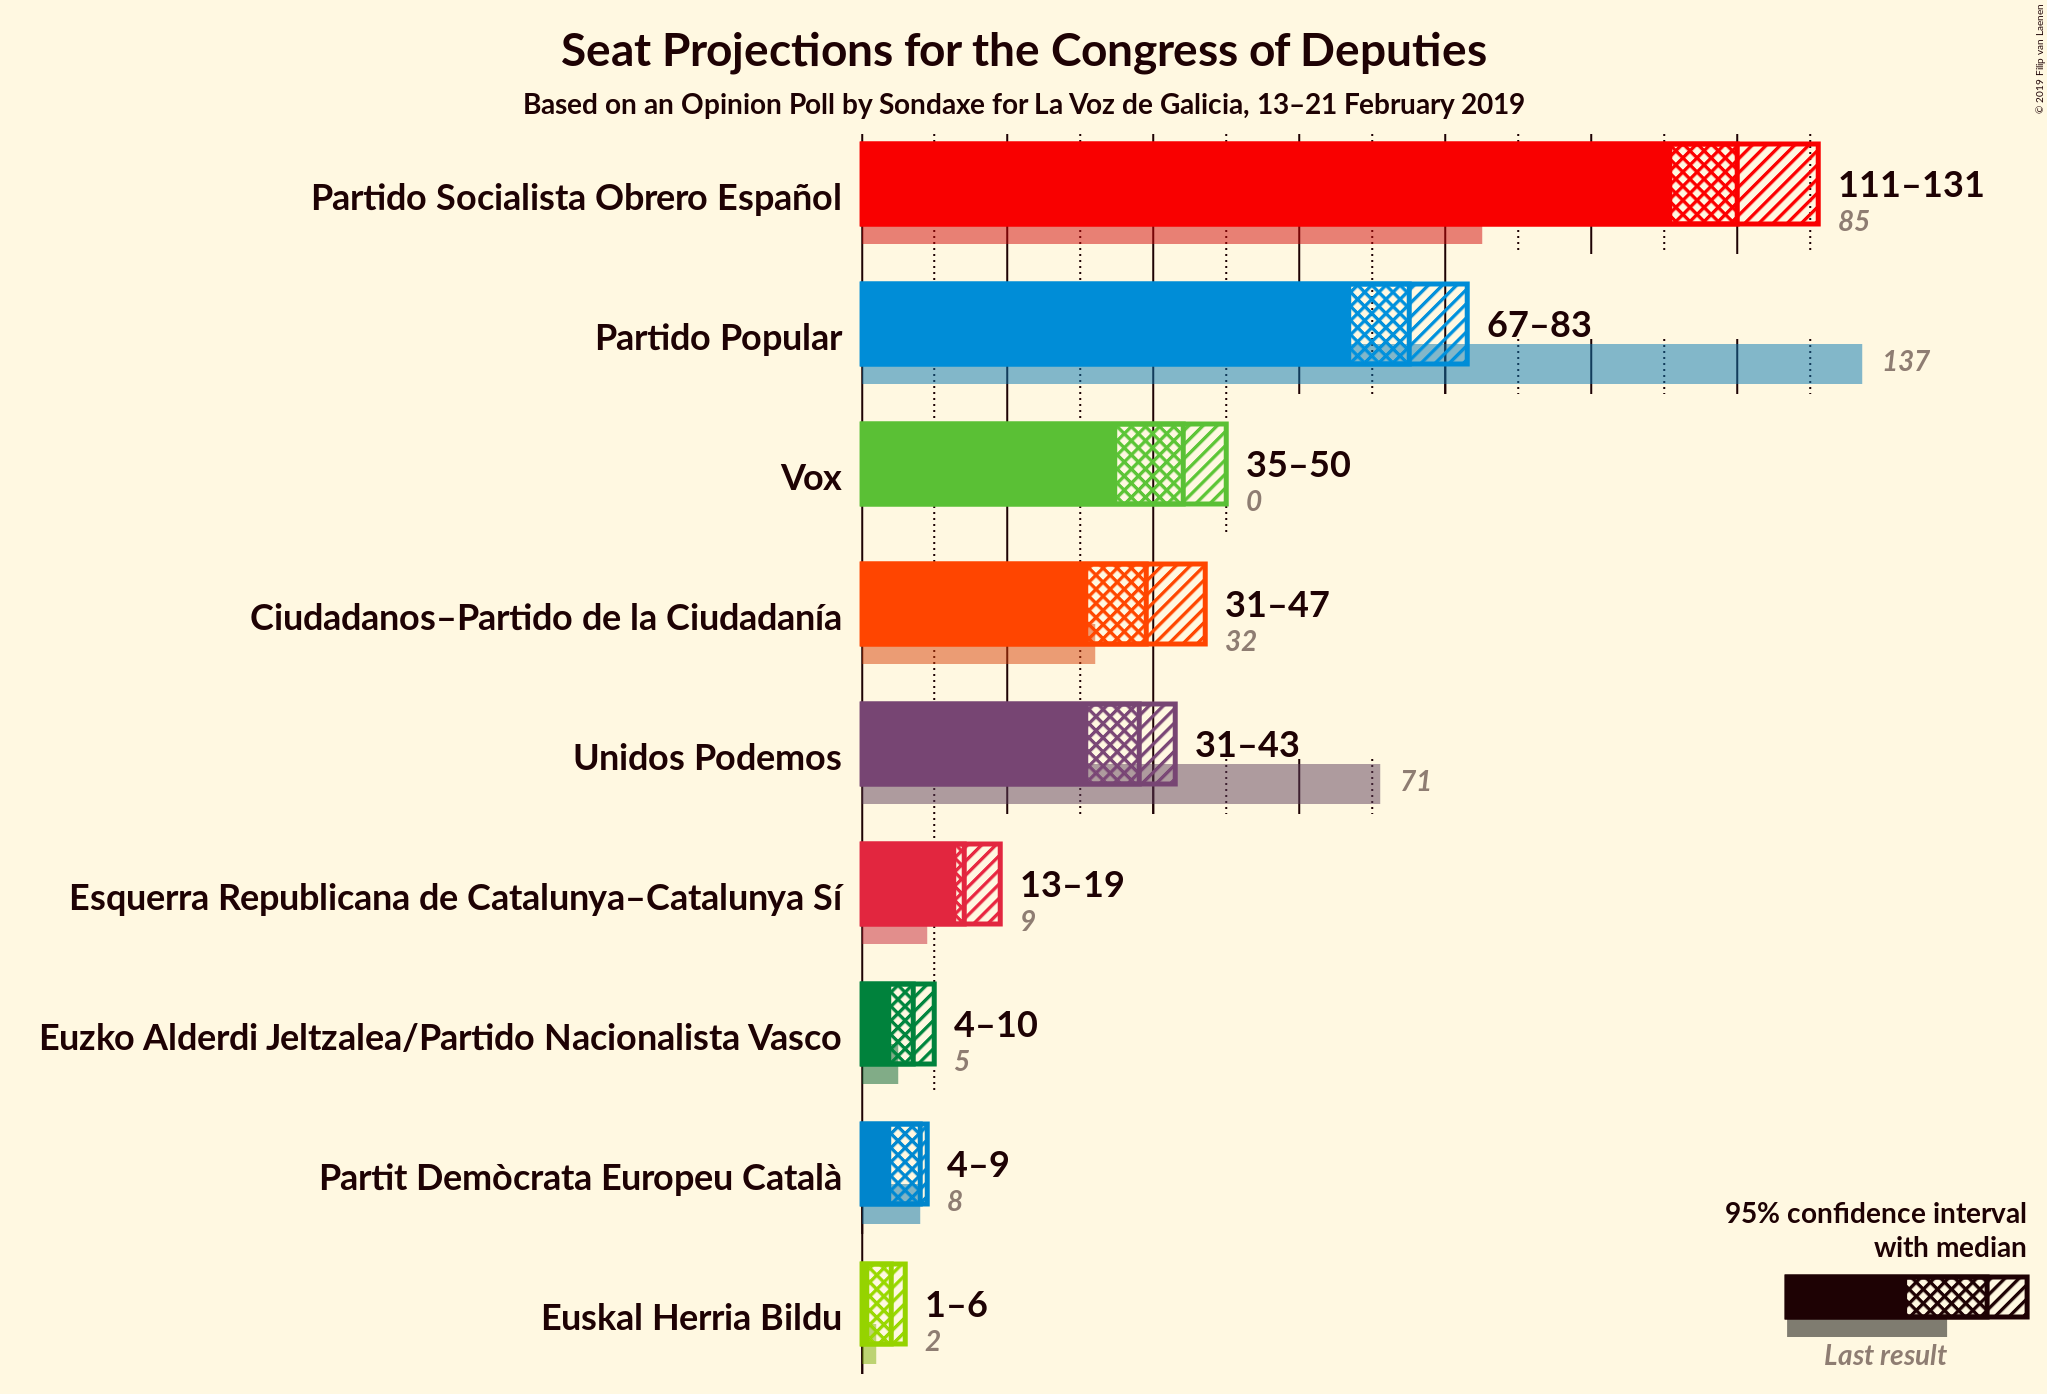 Seat Projections for the Congress of Deputies
Based on an Opinion Poll by Sondaxe for La Voz de Galicia, 13–21 February 2019
© 2019 Filip van Laenen
Partido Socialista Obrero Español
111–131
85
Partido Popular
67–83
137
Vox
35–50
0
Ciudadanos–Partido de la Ciudadanía
31–47
32
Unidos Podemos
31–43
71
Esquerra Republicana de Catalunya–Catalunya Sí
13–19
9
Euzko Alderdi Jeltzalea/Partido Nacionalista Vasco
4–10
5
Partit Demòcrata Europeu Català
4–9
8
Euskal Herria Bildu
1–6
2
95% confidence interval
with median
Last result